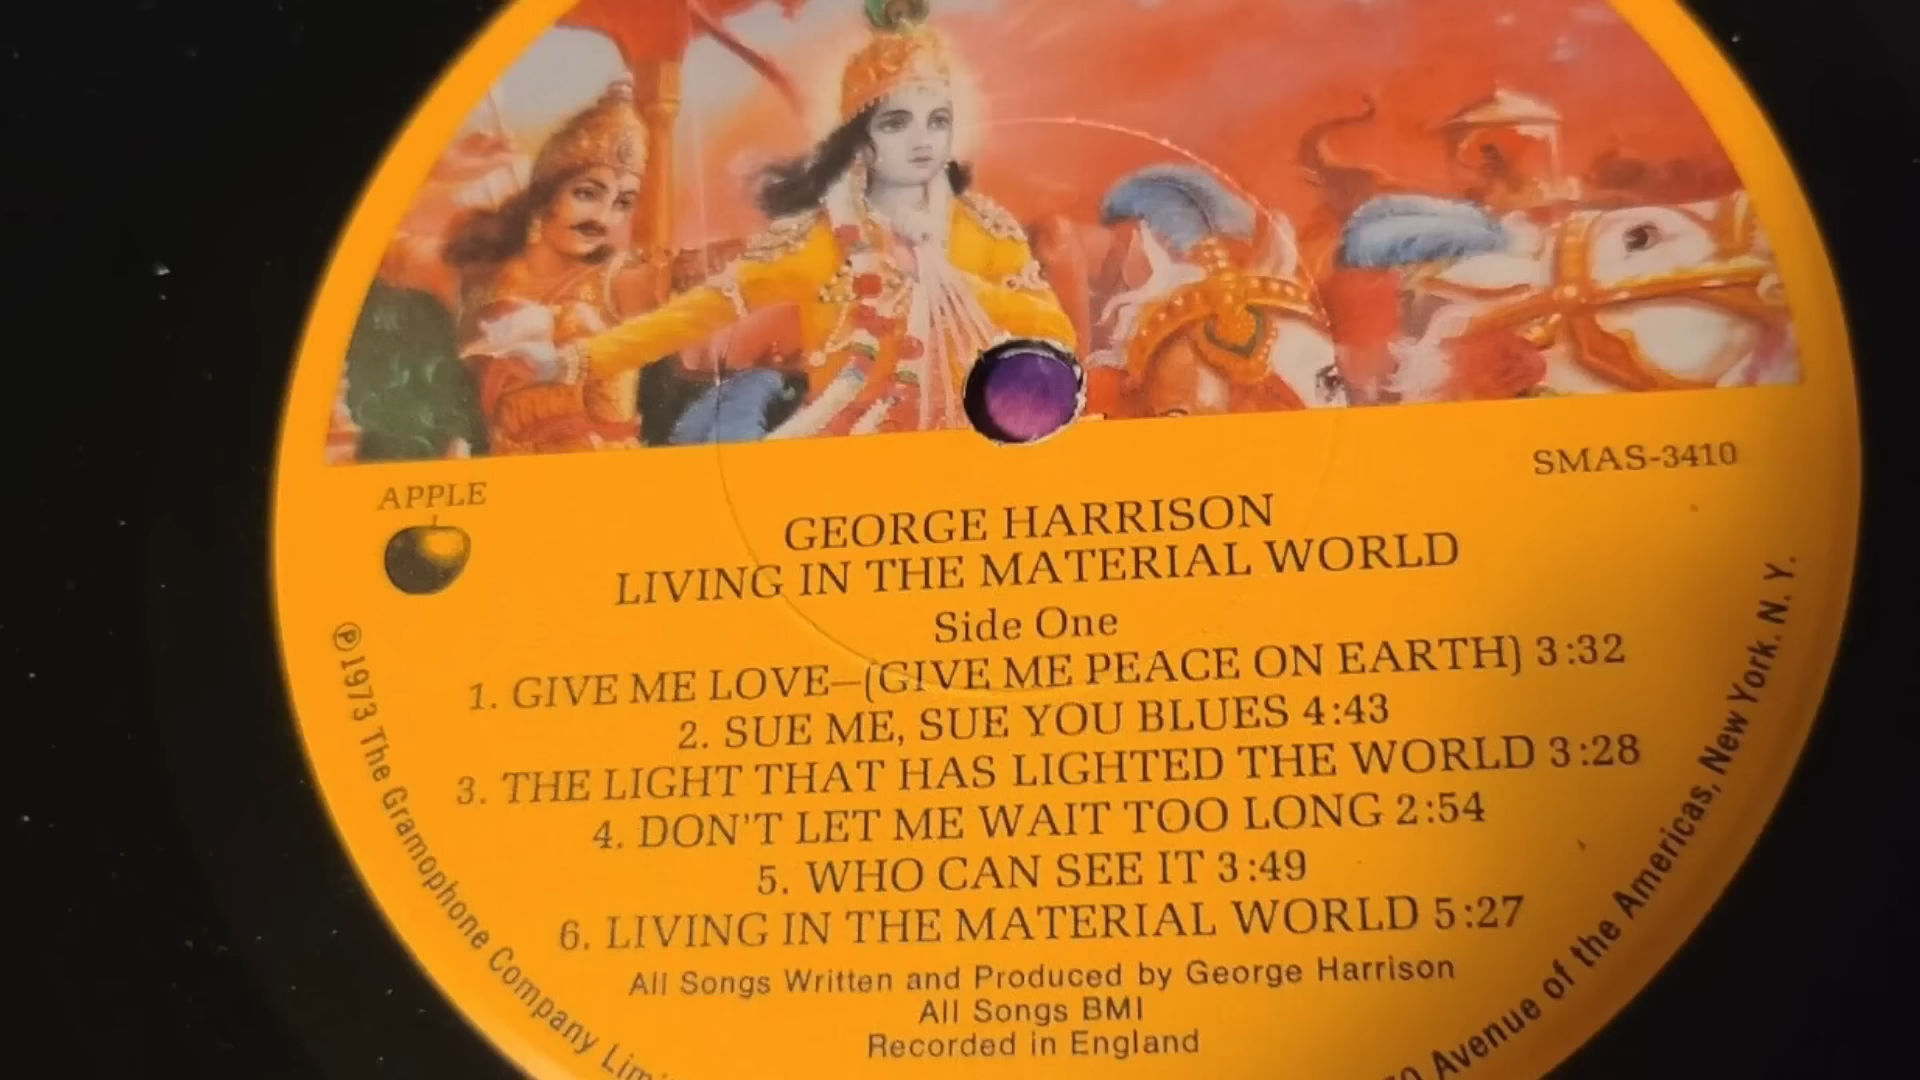 SMAS-3410
APPLE
GEORGE HARRISON
LIVING IN THE MATERIAL WORLD
Side One
1. GIVE ME LOVE—(GIVE ME PEACE ON EARTH) 3:32
2. SUE ME, SUE YOU BLUES 4:43
3. THE LIGHT THAT HAS LIGHTED THE WORLD 3:28
4. DON'T LET ME WAIT TOO LONG 2:54
5. WHO CAN SEE IT 3:49
6. LIVING IN THE MATERIAL WORLD 5:27
All Songs Written and Produced by George Harrison
All Songs BMI
Recorded in England
℗1973 The Gramophone Company
Avenue of the Americas, New York. N. Y.